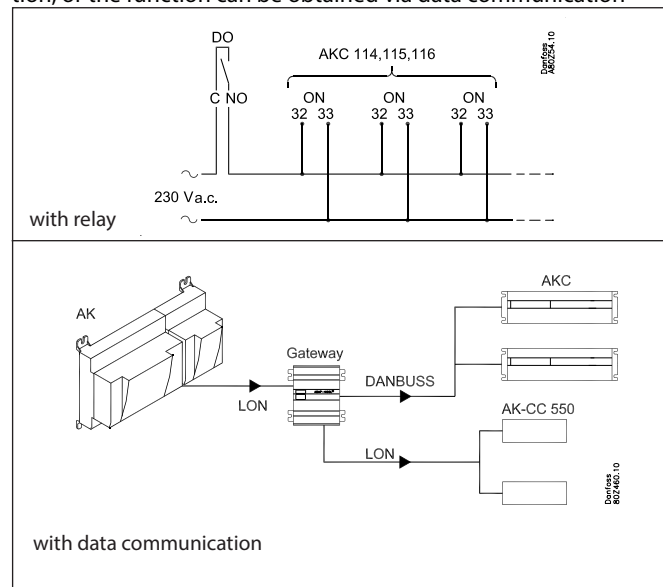 tion, or the function can be obtained via data communication
DO
AKC 114,115,116
Danfoss
A80Z54.10
C NO
ON ON ON
32 33 32 33 32 33
230 Va.c.
with relay
AK
AKC
Gateway
DANBUSS
LON
AK-CC 550
LON
Danfoss
80Z460.10
with data communication